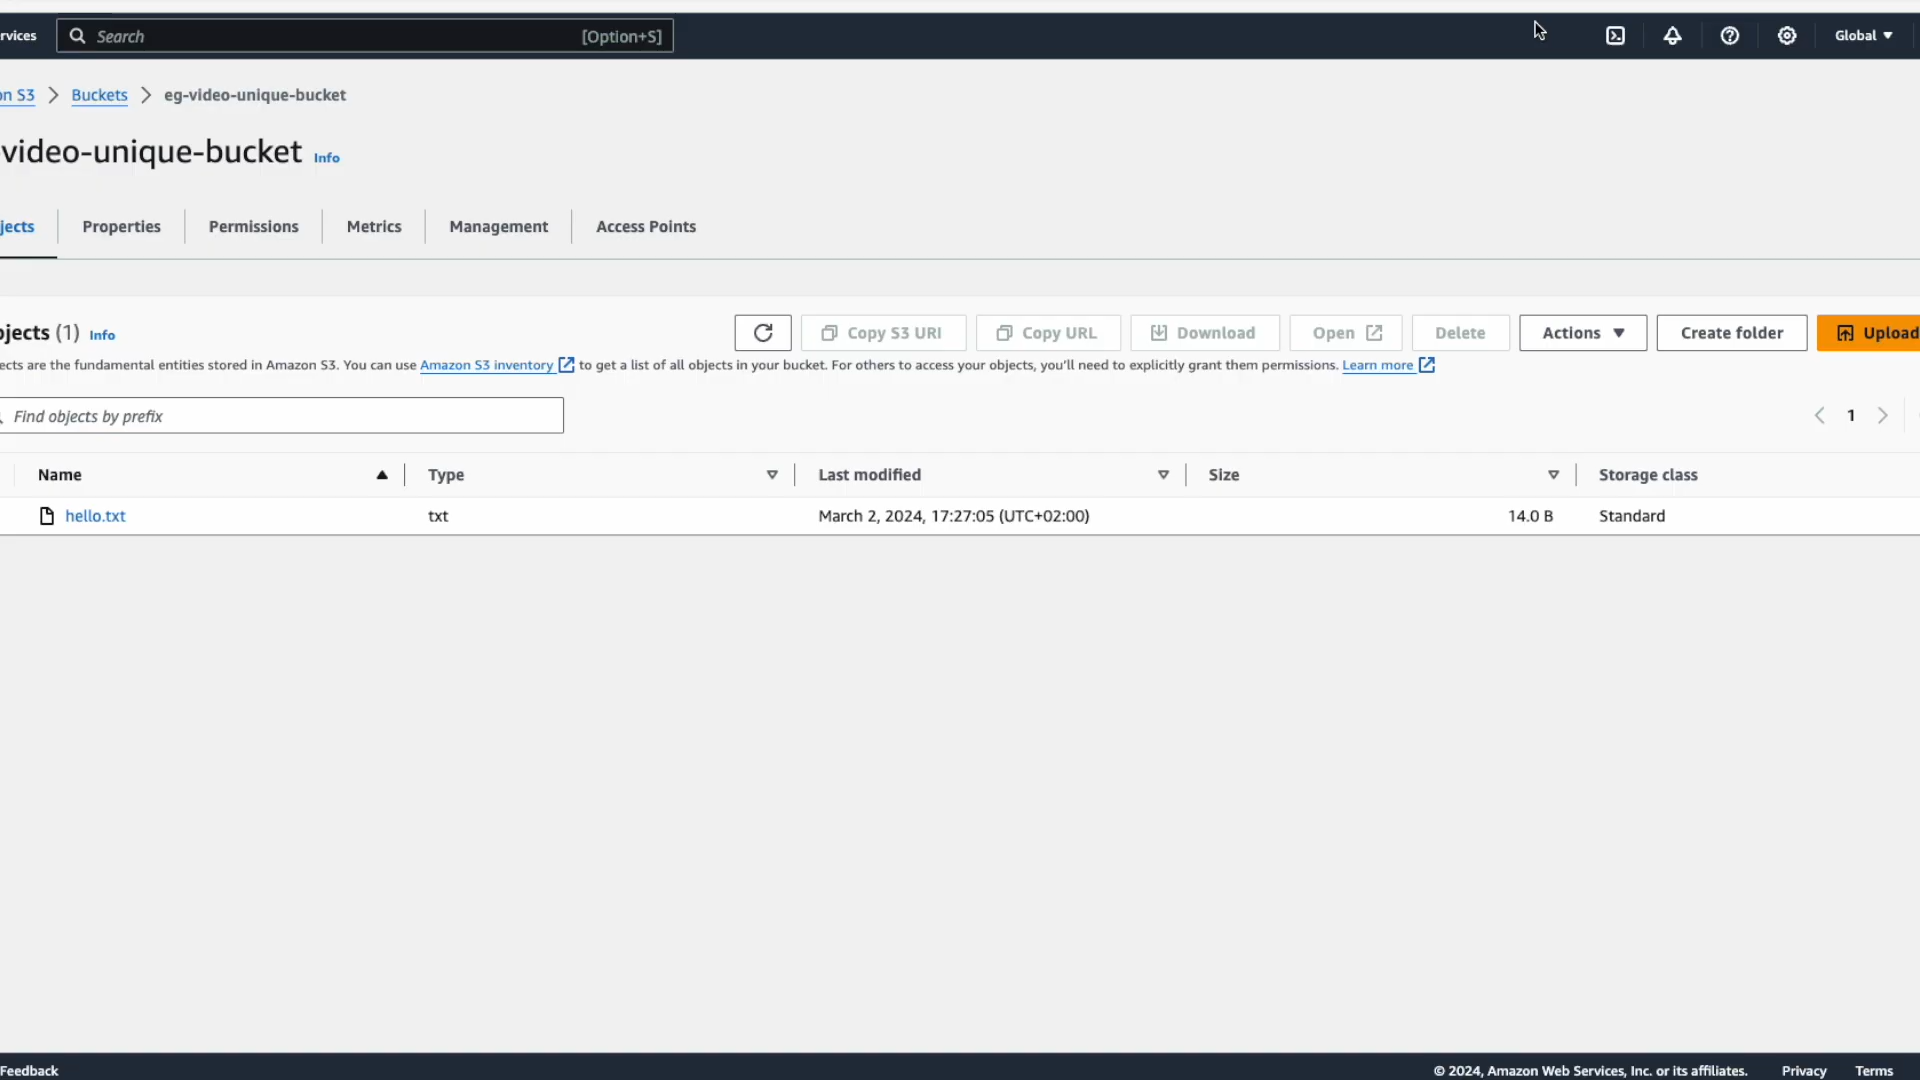 rvices Search [Option+S] Global
on S3 Buckets eg-video-unique-bucket
-video-unique-bucket Info
jects Properties Permissions Metrics Management Access Points
bjects (1) Info Copy S3 URI Copy URL Download Open Delete Actions Create folder Upload
ects are the fundamental entities stored in Amazon S3. You can use Amazon S3 inventory to get a list of all objects in your bucket. For others to access your objects, you'll need to explicitly grant them permissions. Learn more
Find objects by prefix 1
Name Type Last modified Size Storage class
hello.txt txt March 2, 2024, 17:27:05 (UTC+02:00) 14.0 B Standard
Feedback © 2024, Amazon Web Services, Inc. or its affiliates. Privacy Terms